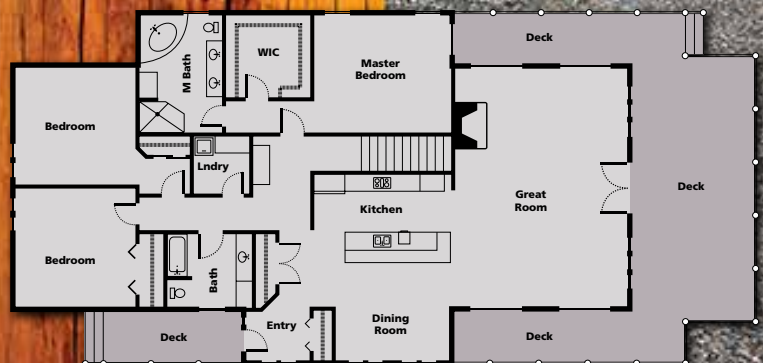 Deck
WIC
M Bath
Master
Bedroom
Bedroom
Lndry
Great
Room
Deck
Kitchen
Bedroom
Bath
Dining
Room
Entry
Deck
Deck